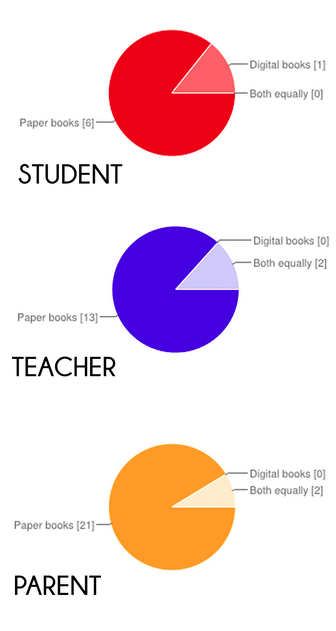 Digital books [1]
Both equally [0]
Paper books [6]
STUDENT
Digital books [0]
Both equally [2]
Paper books [13]
TEACHER
Digital books [0]
Both equally [2]
Paper books [21]
PARENT